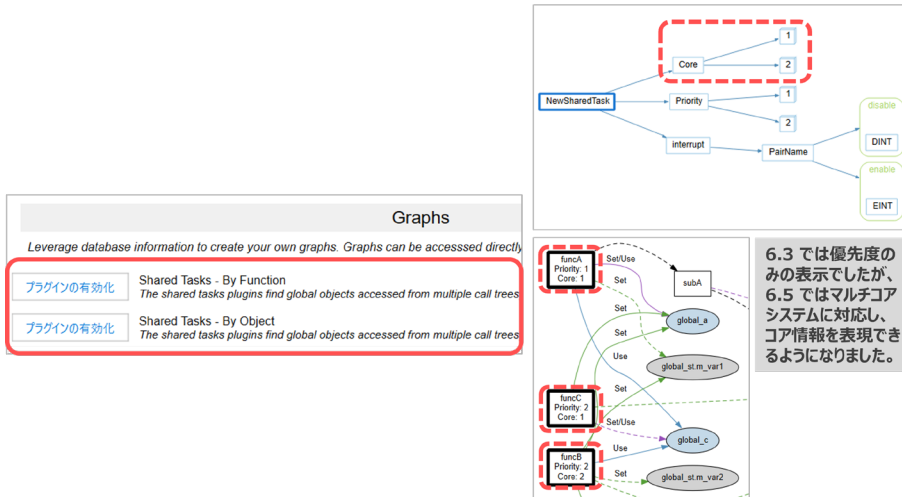 Graphs
Leverage database information to create your own graphs. Graphs can be accesssed directly
プラグインの有効化
Shared Tasks - By Function
The shared tasks plugins find global objects accessed from multiple call trees
プラグインの有効化
Shared Tasks - By Object
The shared tasks plugins find global objects accessed from multiple call trees
NewSharedTask
Core
1
2
Priority
1
2
interrupt
PairName
disable
DINT
enable
EINT
funcA
Priority: 1
Core: 1
Set/Use
Set
subA
Set
global_a
Set
Use
global_st.m_var1
Set
funcC
Priority: 2
Core: 1
Set/Use
global_c
Use
funcB
Priority: 2
Core: 2
Set
global_st.m_var2
6.3 では優先度の
みの表示でしたが、
6.5 ではマルチコア
システムに対応し、
コア情報を表現でき
るようになりました。